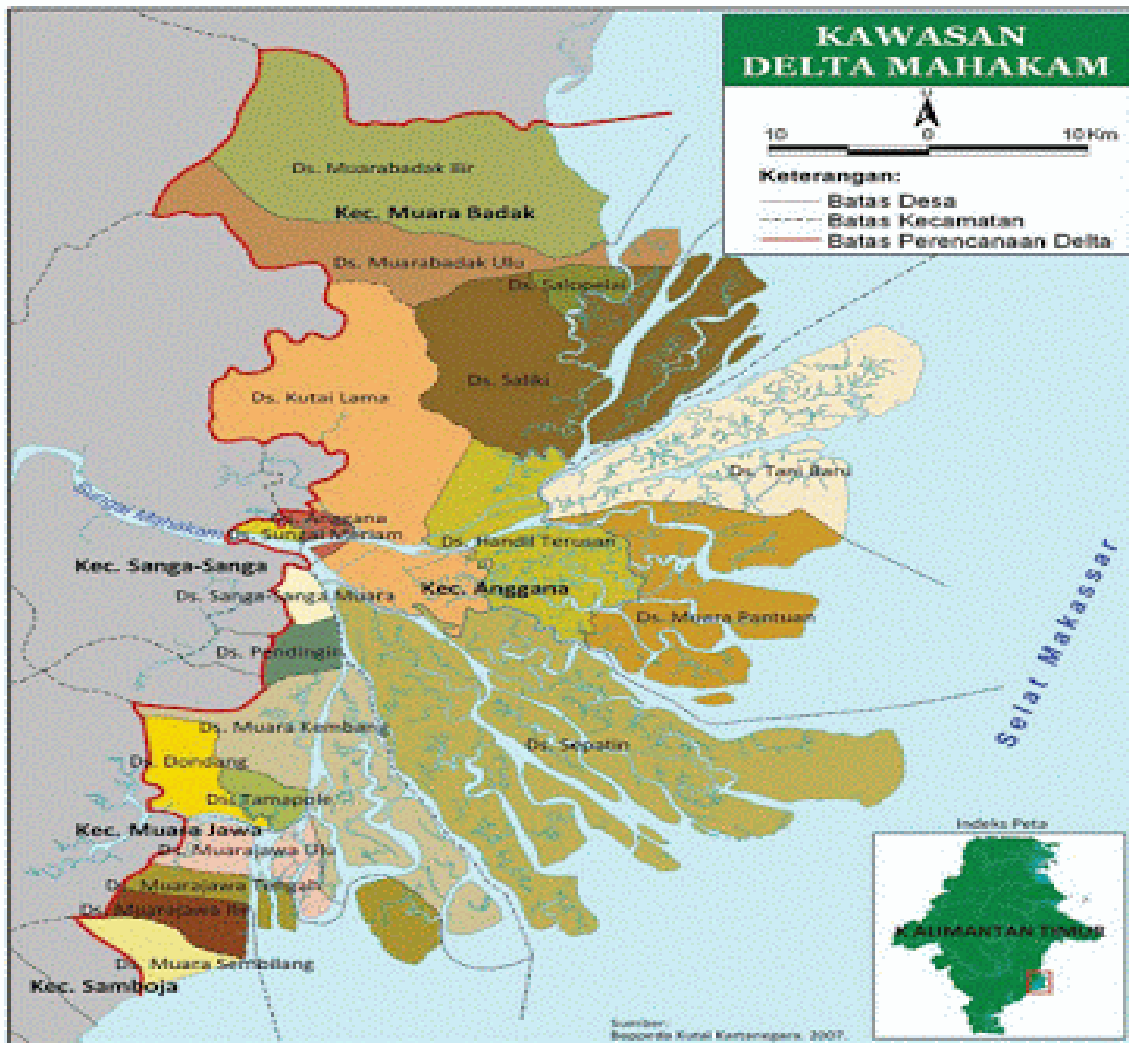 KAWASAN
DELTA MAHAKAM
10 0 10 Km
Keterangan:
Batas Desa
Batas Kecamatan
Batas Perencanaan Delta
Ds. Muarabadak Ilir
Kec. Muara Badak
Ds. Muarabadak Ulu
Ds. Salopelai
Ds. Saliki
Ds. Kutai Lama
Ds. Tani Baru
Sungai Mahakam
Ds. Anggana
Ds. Sungai Meriam
Ds. Handil Terusan
Kec. Sanga-Sanga
Kec. Anggana
Ds. Sanga-Sanga Muara
Ds. Muara Pantuan
Ds. Pendingin
Selat Makassar
Ds. Muara Kembang
Ds. Sepatin
Ds. Dondang
Ds. Tamapole
Kec. Muara Jawa
Ds. Muarajawa Ulu
Ds. Muarajawa Tengah
Ds. Muarajawa Ilir
Ds. Muara Sembilang
Kec. Samboja
Indeks Peta
KALIMANTAN TIMUR
Sumber:
Bappeda Kutai Kartanegara, 2007.